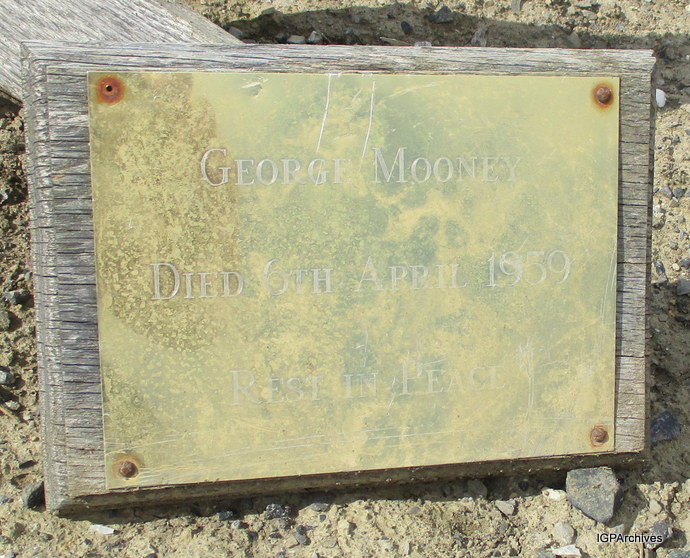 George Mooney
Died 6th April 1959
Rest in Peace
IGPArchives